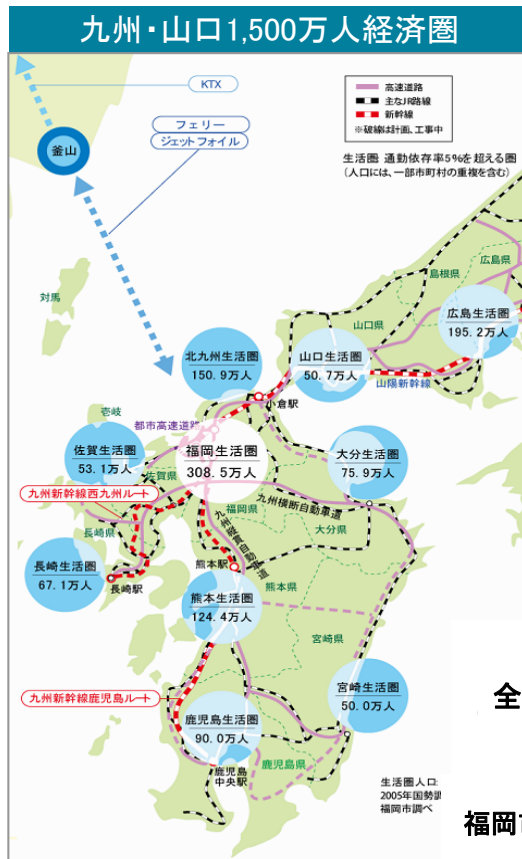 九州・山口1,500万人経済圏
KTX
高速道路
主なJR路線
新幹線
※破線は計画、工事中
フェリー
ジェットフォイル
釜山
生活圏 通勤依存率5％を超える圏
（人口には、一部市町村の重複を含む）
広島県
島根県
対馬
広島生活圏
195.2万人
山口県
北九州生活圏
150.9万人
山口生活圏
50.7万人
山陽新幹線
小倉駅
壱岐
都市高速道路
佐賀生活圏
53.1万人
福岡生活圏
308.5万人
大分生活圏
75.9万人
佐賀県
九州新幹線西九州ルート
福岡県
九州横断自動車道
大分県
長崎県
九州縦貫自動車道
長崎生活圏
67.1万人
長崎駅
熊本駅
熊本県
熊本生活圏
124.4万人
宮崎県
九州新幹線鹿児島ルート
宮崎生活圏
50.0万人
全
鹿児島生活圏
90.0万人
鹿児島
中央駅
鹿児島県
生活圏人口:
2005年国勢調
福岡市調べ
福岡市